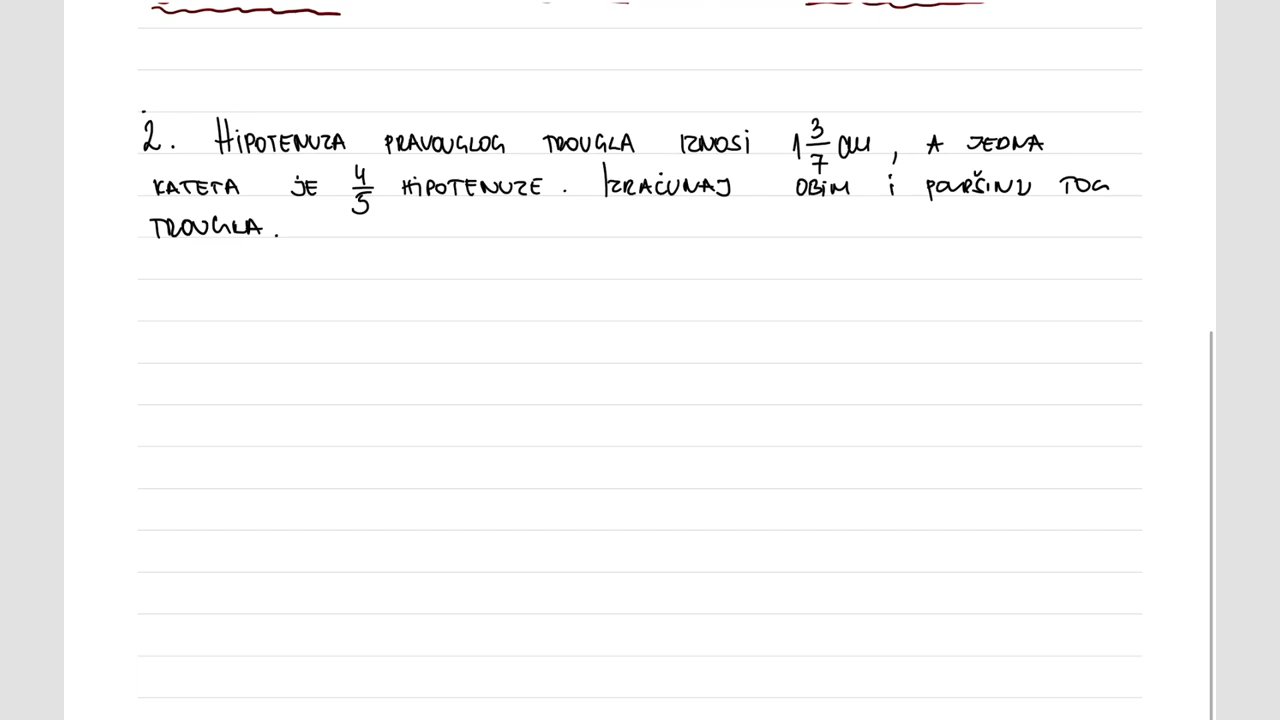 2. HIPOTENUZA PRAVOUGLOG TROUGLA IZNOSI 1 3/7 cm, A JEDNA
KATETA JE 4/5 HIPOTENUZE. IZRAČUNAJ OBIM i POVRŠINU TOG
TROUGLA.